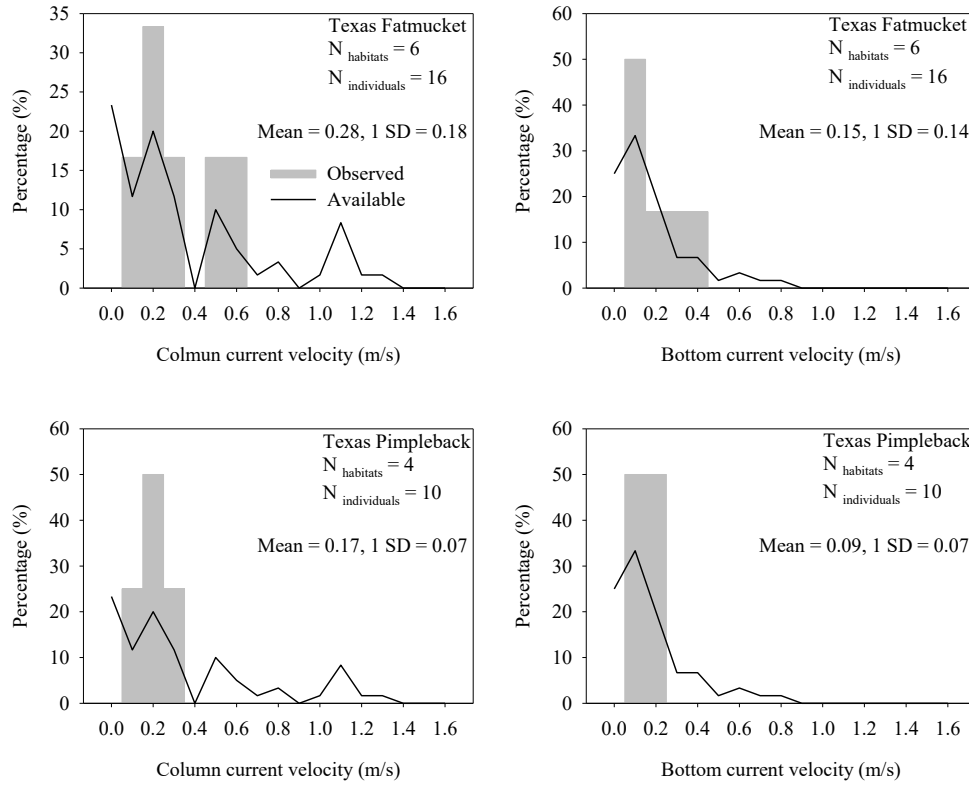 Texas Fatmucket
N habitats = 6
N individuals = 16
Mean = 0.28, 1 SD = 0.18
Observed
Available
Percentage (%)
35
30
25
20
15
10
5
0
0.0 0.2 0.4 0.6 0.8 1.0 1.2 1.4 1.6
Colmun current velocity (m/s)
Texas Fatmucket
N habitats = 6
N individuals = 16
Mean = 0.15, 1 SD = 0.14
Percentage (%)
60
50
40
30
20
10
0
0.0 0.2 0.4 0.6 0.8 1.0 1.2 1.4 1.6
Bottom current velocity (m/s)
Texas Pimpleback
N habitats = 4
N individuals = 10
Mean = 0.17, 1 SD = 0.07
Percentage (%)
60
50
40
30
20
10
0
0.0 0.2 0.4 0.6 0.8 1.0 1.2 1.4 1.6
Column current velocity (m/s)
Texas Pimpleback
N habitats = 4
N individuals = 10
Mean = 0.09, 1 SD = 0.07
Percentage (%)
60
50
40
30
20
10
0
0.0 0.2 0.4 0.6 0.8 1.0 1.2 1.4 1.6
Bottom current velocity (m/s)